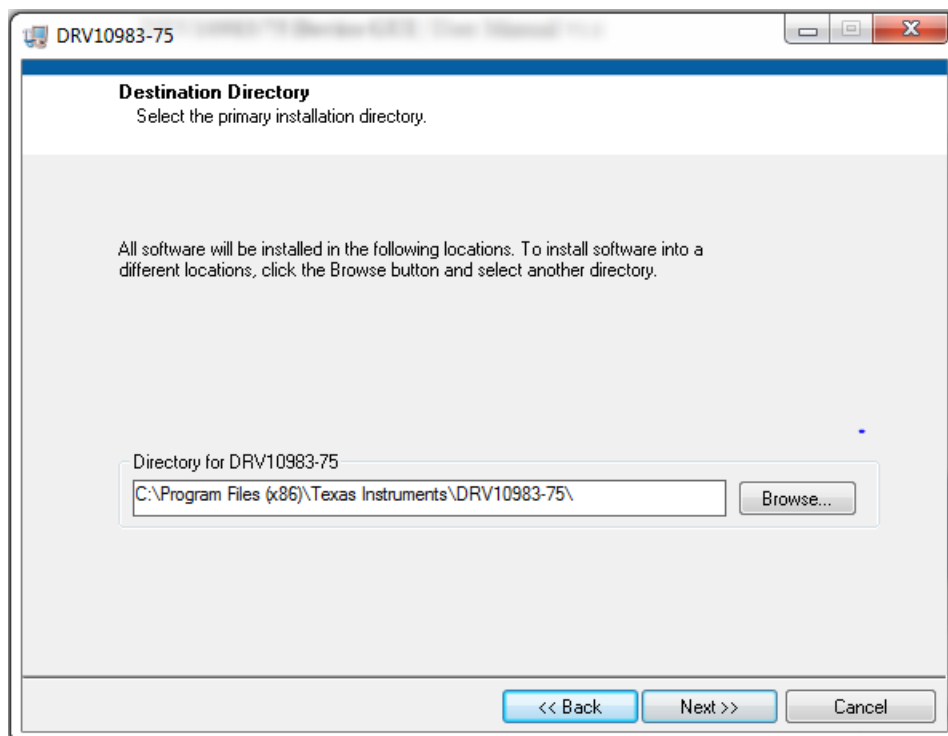 DRV10983-75
Destination Directory
Select the primary installation directory.
All software will be installed in the following locations. To install software into a
different locations, click the Browse button and select another directory.
Directory for DRV10983-75
C:\Program Files (x86)\Texas Instruments\DRV10983-75\
Browse...
<< Back
Next >>
Cancel